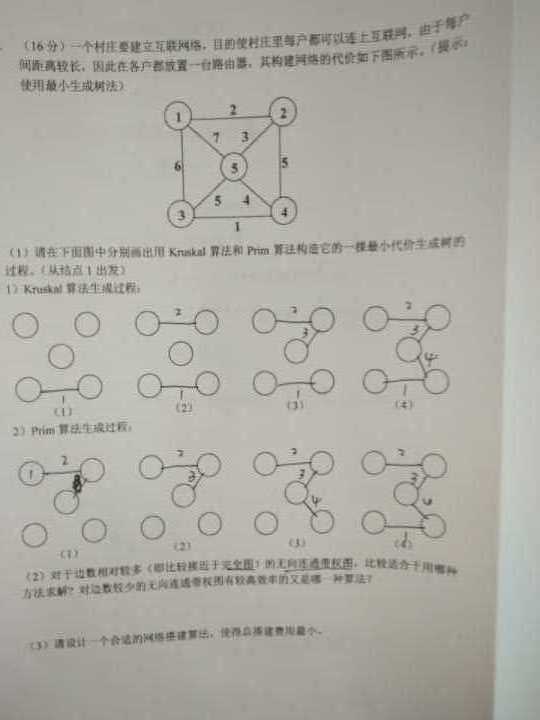 （16分）一个村庄要建立互联网络，目的使村庄里每户都可以连上互联网，由于每户
间距离较长，因此在各户都放置一台路由器，其构建网络的代价如下图所示。（提示：
使用最小生成树法）
1 2 2
7 3
6 5 5
5 4
3 1 4
（1）请在下面图中分别画出用 Kruskal 算法和 Prim 算法构造它的一棵最小代价生成树的
过程。（从结点 1 出发）
1）Kruskal 算法生成过程：
2 2 2
3 3
4
1 1 1 1
（1） （2） （3） （4）
2）Prim 算法生成过程：
1 2 2 2 2
3 3 3
4 4
1
（1） （2） （3） （4）
（2）对于边数相对较多（即比较接近于完全图）的无向连通带权图，比较适合于用哪种
方法求解？对边数较少的无向连通带权图有较高效率的又是哪一种算法？
（3）请设计一个合适的网络搭建算法，使得总搭建费用最小。